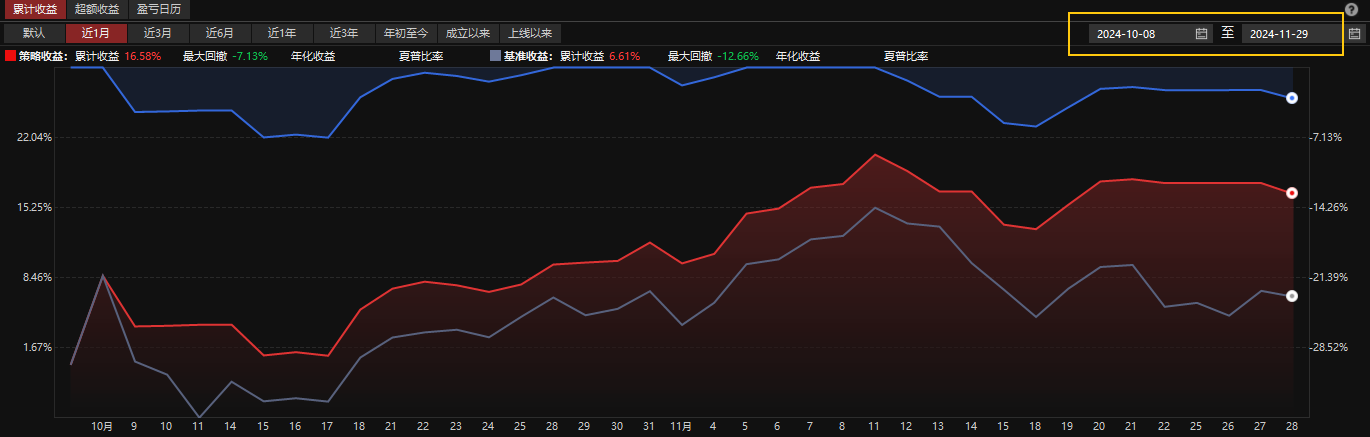 累计收益 超额收益 盈亏日历 ?
默认 近1月 近3月 近6月 近1年 近3年 年初至今 成立以来 上线以来 2024-10-08 至 2024-11-29
策略收益: 累计收益 16.58% 最大回撤 -7.13% 年化收益 夏普比率 基准收益: 累计收益 6.61% 最大回撤 -12.66% 年化收益 夏普比率
22.04% -7.13%
15.25% -14.26%
8.46% -21.39%
1.67% -28.52%
10月 9 10 11 14 15 16 17 18 21 22 23 24 25 28 29 30 31 11月 4 5 6 7 8 11 12 13 14 15 18 19 20 21 22 25 26 27 28